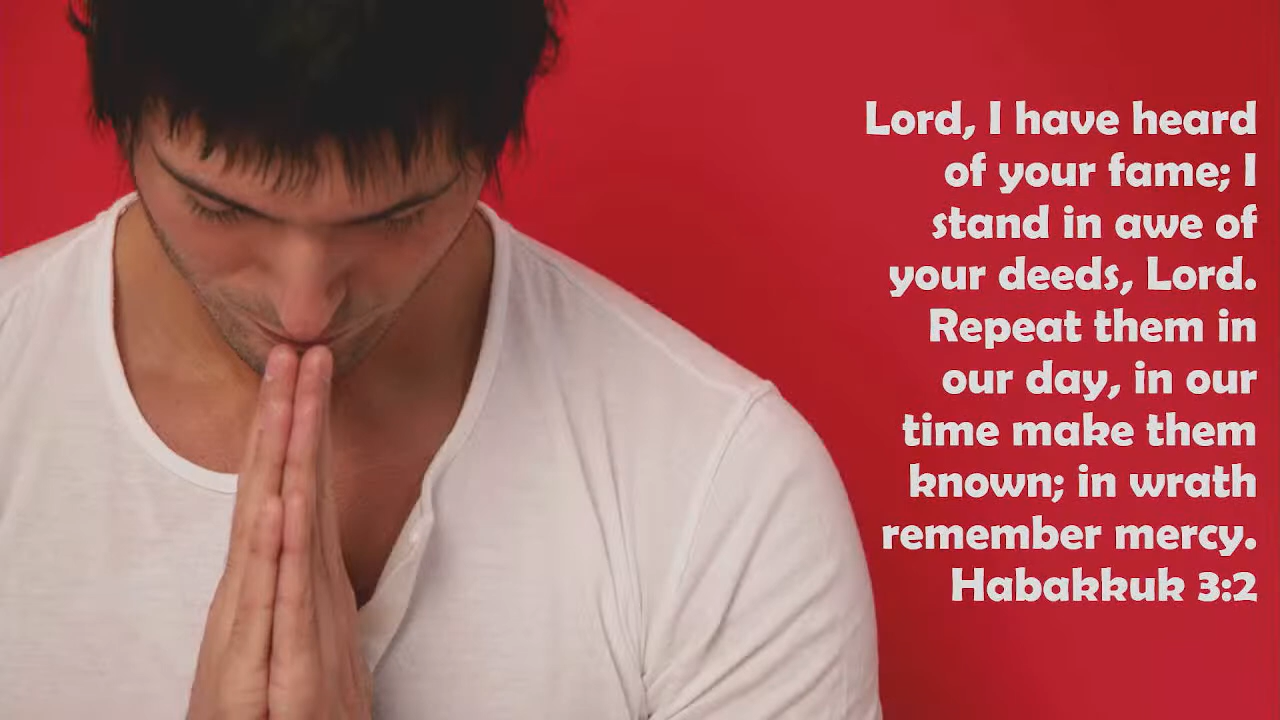 Lord, I have heard
of your fame; I
stand in awe of
your deeds, Lord.
Repeat them in
our day, in our
time make them
known; in wrath
remember mercy.
Habakkuk 3:2